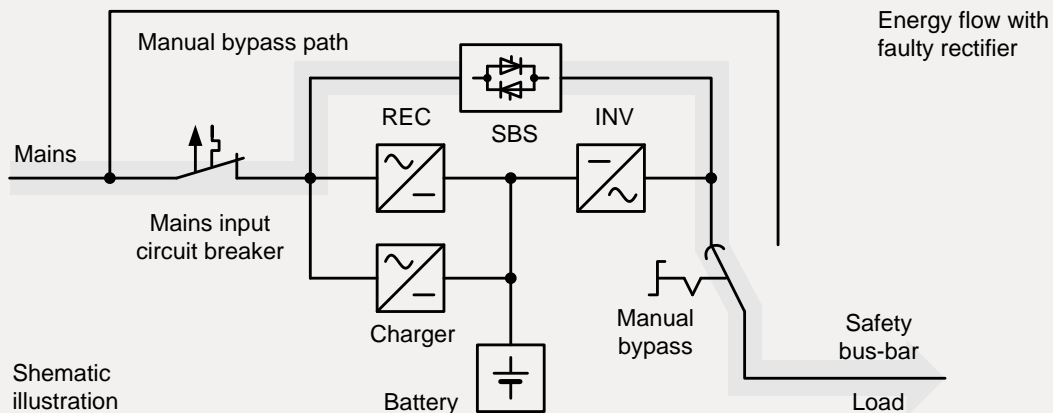 Manual bypass path
Energy flow with
faulty rectifier
REC
SBS
INV
Mains
Mains input
circuit breaker
Charger
Manual
bypass
Safety
bus-bar
Shematic
illustration
Battery
Load